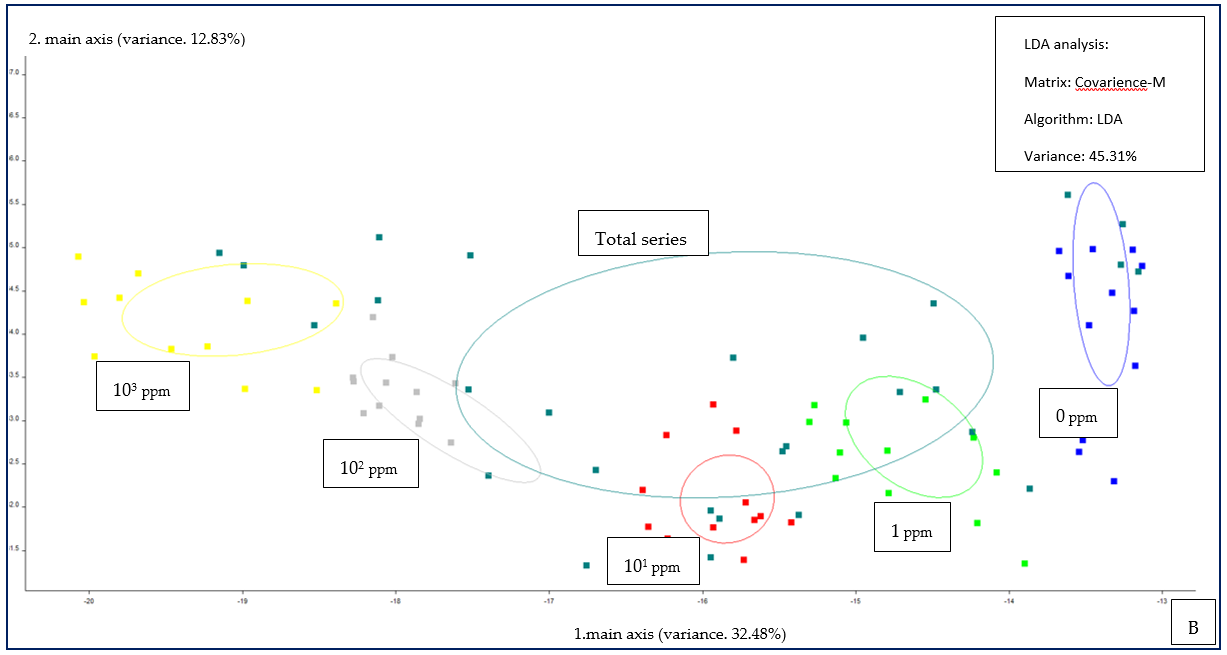 2. main axis (variance. 12.83%)
LDA analysis:
Matrix: Covarience-M
Algorithm: LDA
Variance: 45.31%
7.0
6.5
6.0
5.5
5.0
4.5
4.0
3.5
3.0
2.5
2.0
1.5
Total series
10³ ppm
10² ppm
10¹ ppm
1 ppm
0 ppm
-20
-19
-18
-17
-16
-15
-14
-13
1.main axis (variance. 32.48%)
B